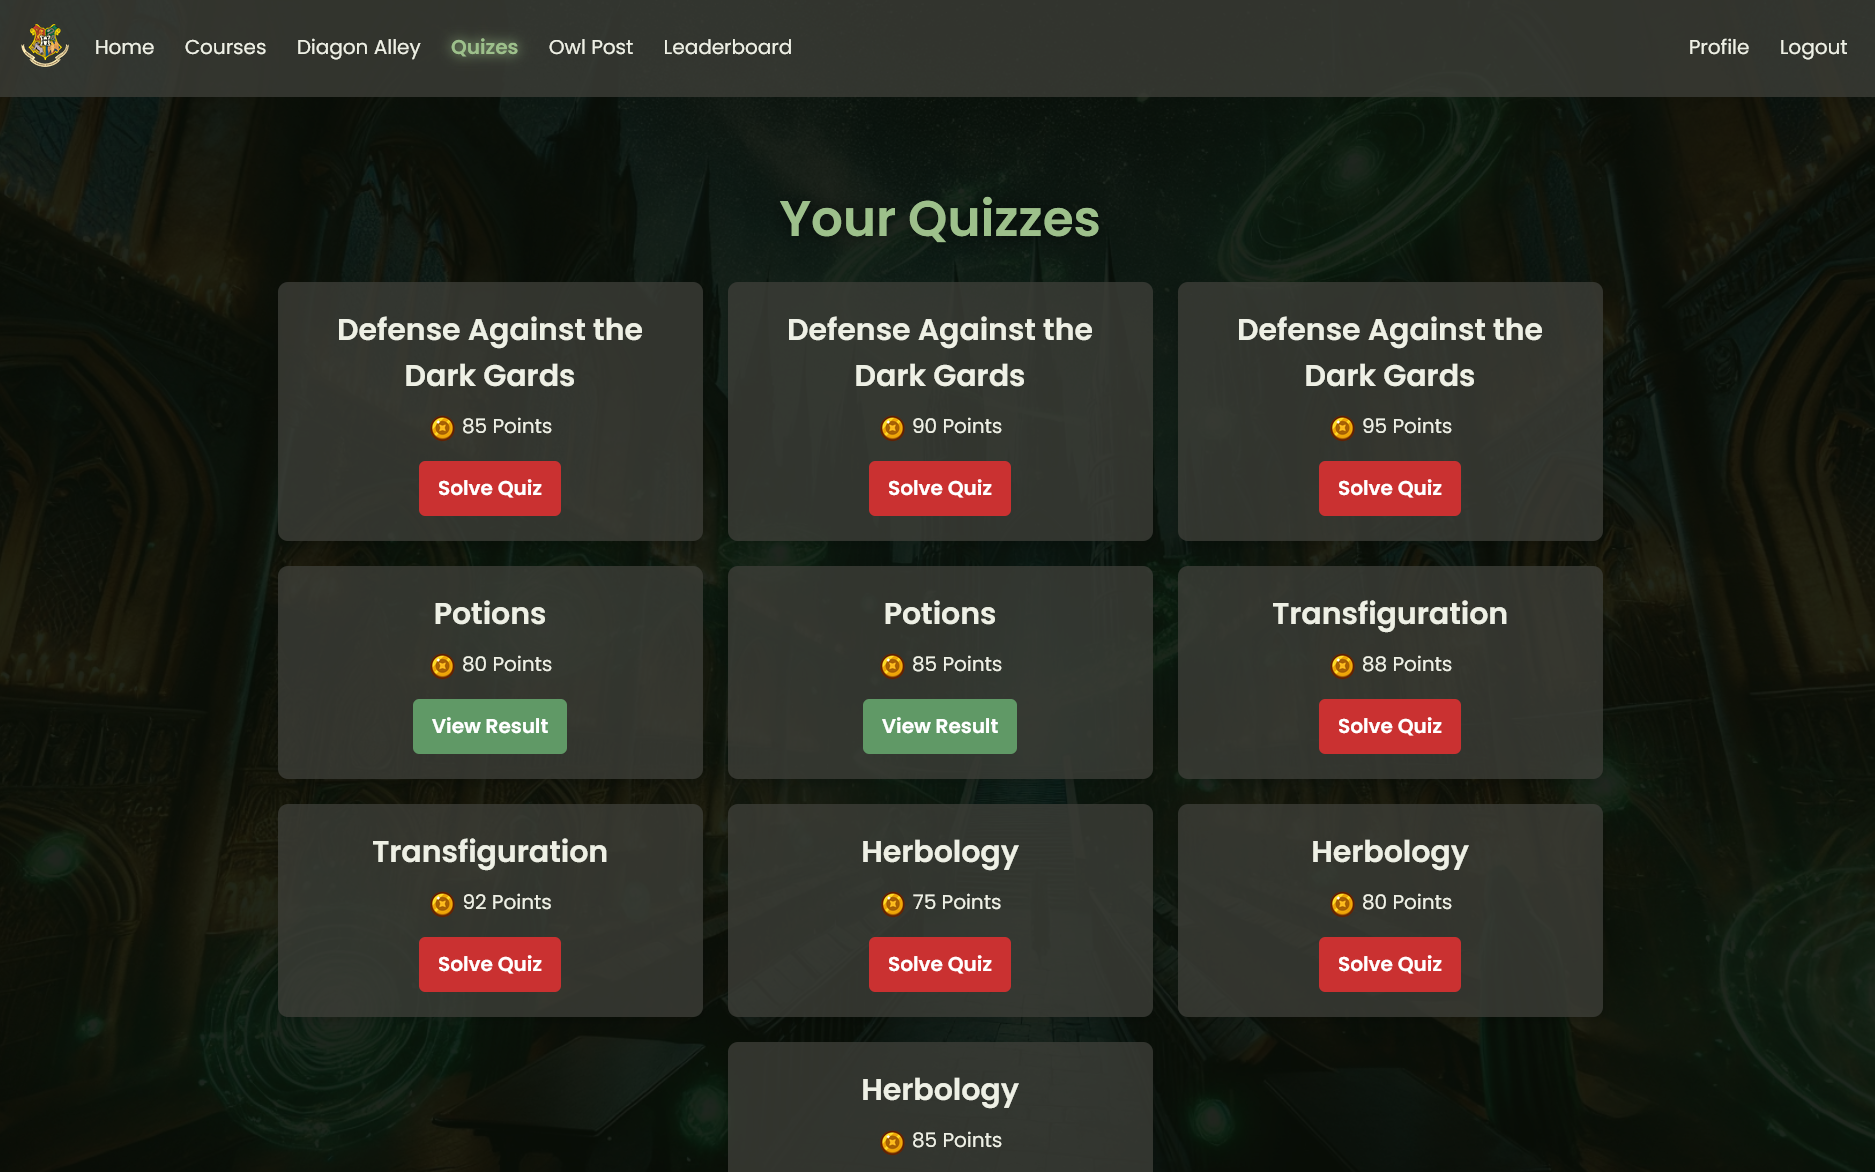 Home Courses Diagon Alley Quizes Owl Post Leaderboard Profile Logout
Your Quizzes
Defense Against the
Dark Gards
85 Points
Solve Quiz
Defense Against the
Dark Gards
90 Points
Solve Quiz
Defense Against the
Dark Gards
95 Points
Solve Quiz
Potions
80 Points
View Result
Potions
85 Points
View Result
Transfiguration
88 Points
Solve Quiz
Transfiguration
92 Points
Solve Quiz
Herbology
75 Points
Solve Quiz
Herbology
80 Points
Solve Quiz
Herbology
85 Points